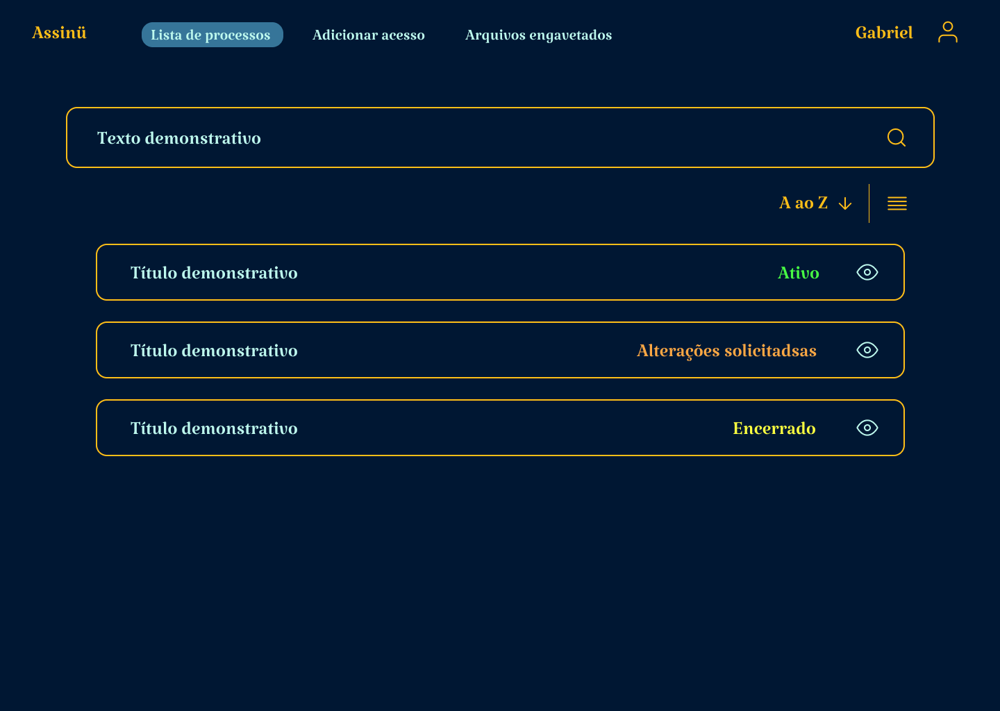 Assinü
Lista de processos
Adicionar acesso
Arquivos engavetados
Gabriel
Texto demonstrativo
A ao Z
Título demonstrativo
Ativo
Título demonstrativo
Alterações solicitadsas
Título demonstrativo
Encerrado